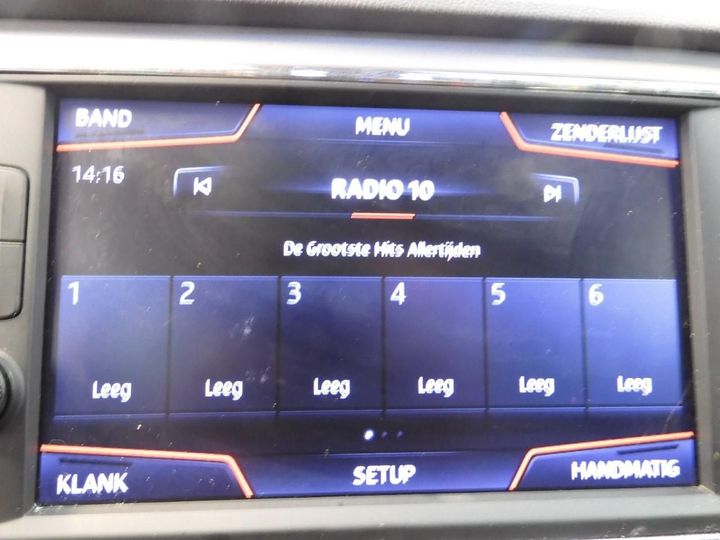 BAND MENU ZENDERLIJST
14:16 RADIO 10
De Grootste Hits Allertijden
1 2 3 4 5 6
Leeg Leeg Leeg Leeg Leeg Leeg
KLANK SETUP HANDMATIG